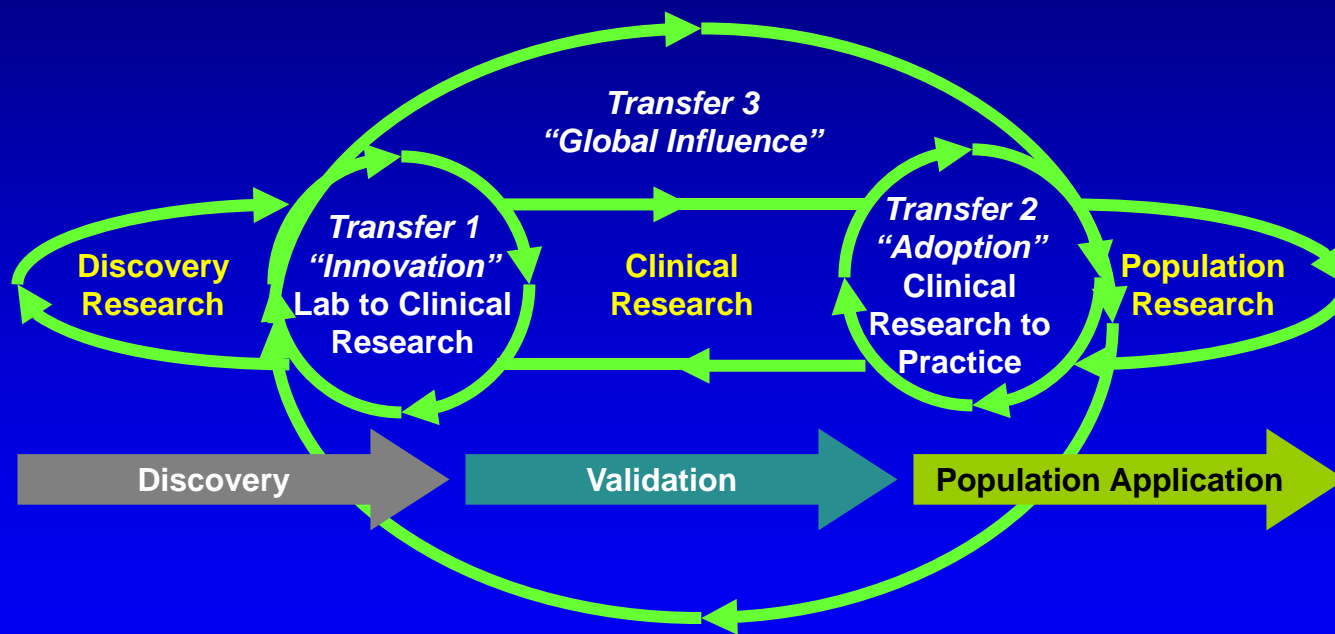 Transfer 3
“Global Influence”
Discovery
Research
Transfer 1
“Innovation”
Lab to Clinical
Research
Clinical
Research
Transfer 2
“Adoption”
Clinical
Research to
Practice
Population
Research
Discovery
Validation
Population Application